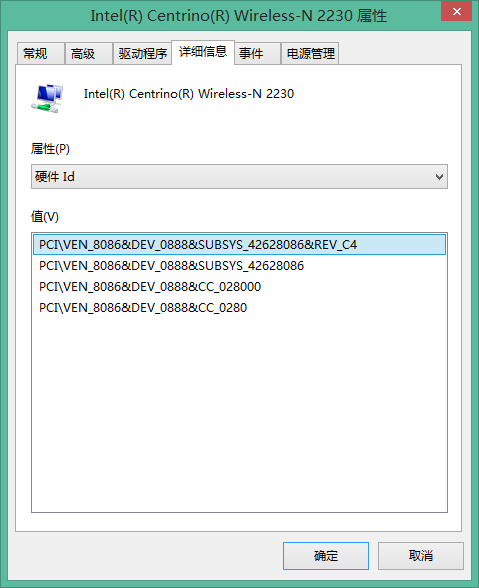 Intel(R) Centrino(R) Wireless-N 2230 属性
常规 高级 驱动程序 详细信息 事件 电源管理
Intel(R) Centrino(R) Wireless-N 2230
属性(P)
硬件 Id
值(V)
PCI\VEN_8086&DEV_0888&SUBSYS_42628086&REV_C4
PCI\VEN_8086&DEV_0888&SUBSYS_42628086
PCI\VEN_8086&DEV_0888&CC_028000
PCI\VEN_8086&DEV_0888&CC_0280
确定 取消